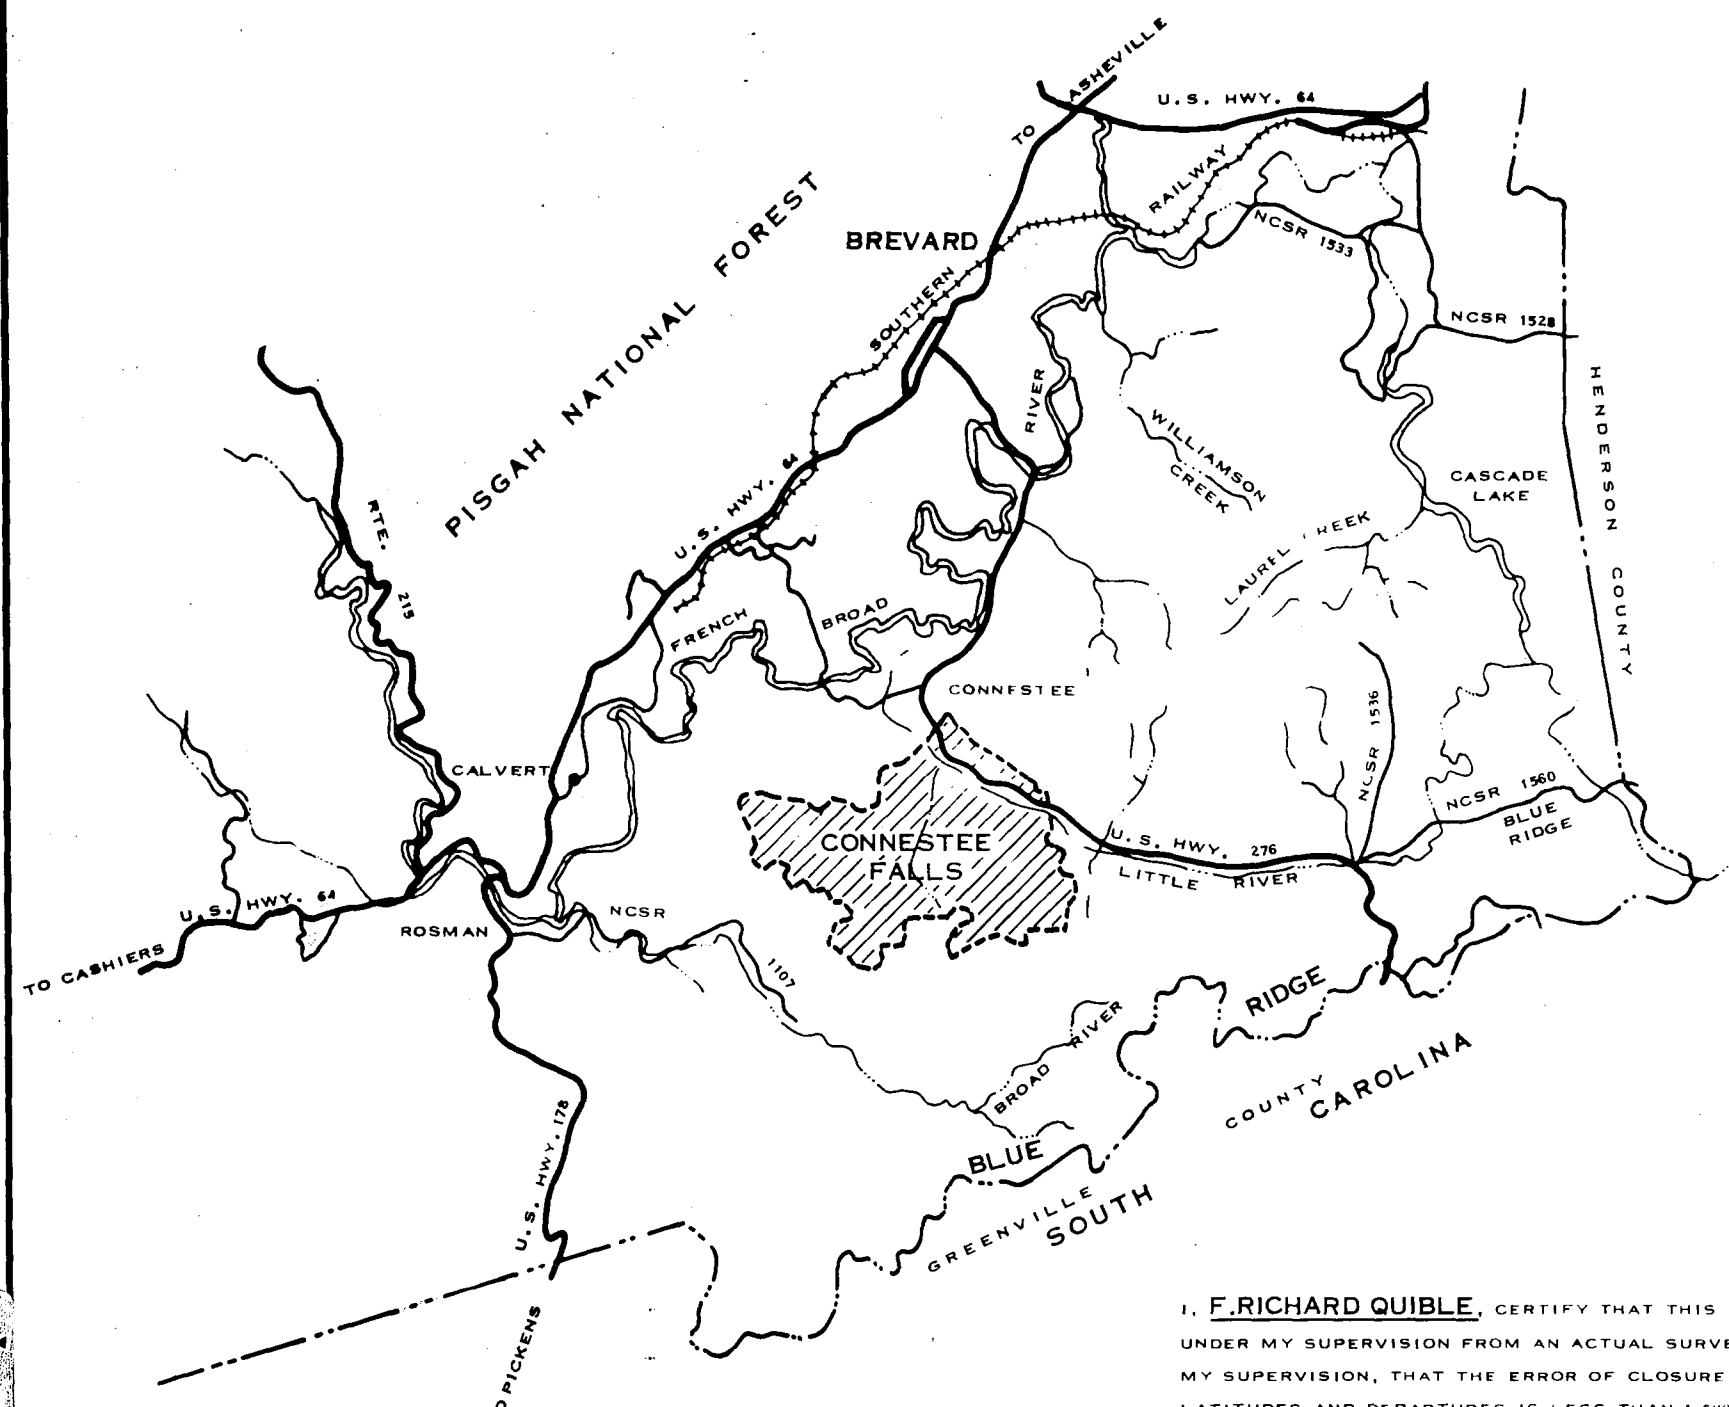 TO ASHEVILLE
U.S. HWY. 64
RAILWAY
PISGAH NATIONAL FOREST
BREVARD
NCSR 1533
SOUTHERN
NCSR 1528
HENDERSON COUNTY
RIVER
WILLIAMSON
CREEK
CASCADE
LAKE
U.S. HWY. 64
RTE. 215
LAUREL REEK
FRENCH
BROAD
CONNESTEE
NCSR 1536
CALVERT
NCSR 1560
BLUE
RIDGE
CONNESTEE
FALLS
U.S. HWY. 276
LITTLE RIVER
U.S. HWY. 64
ROSMAN
NCSR
1107
TO CASHIERS
RIDGE
BROAD RIVER
COUNTY
CAROLINA
U.S. HWY. 178
BLUE
GREENVILLE
SOUTH
PICKENS
I, F.RICHARD QUIBLE, CERTIFY THAT THIS
UNDER MY SUPERVISION FROM AN ACTUAL SURVE
MY SUPERVISION, THAT THE ERROR OF CLOSURE